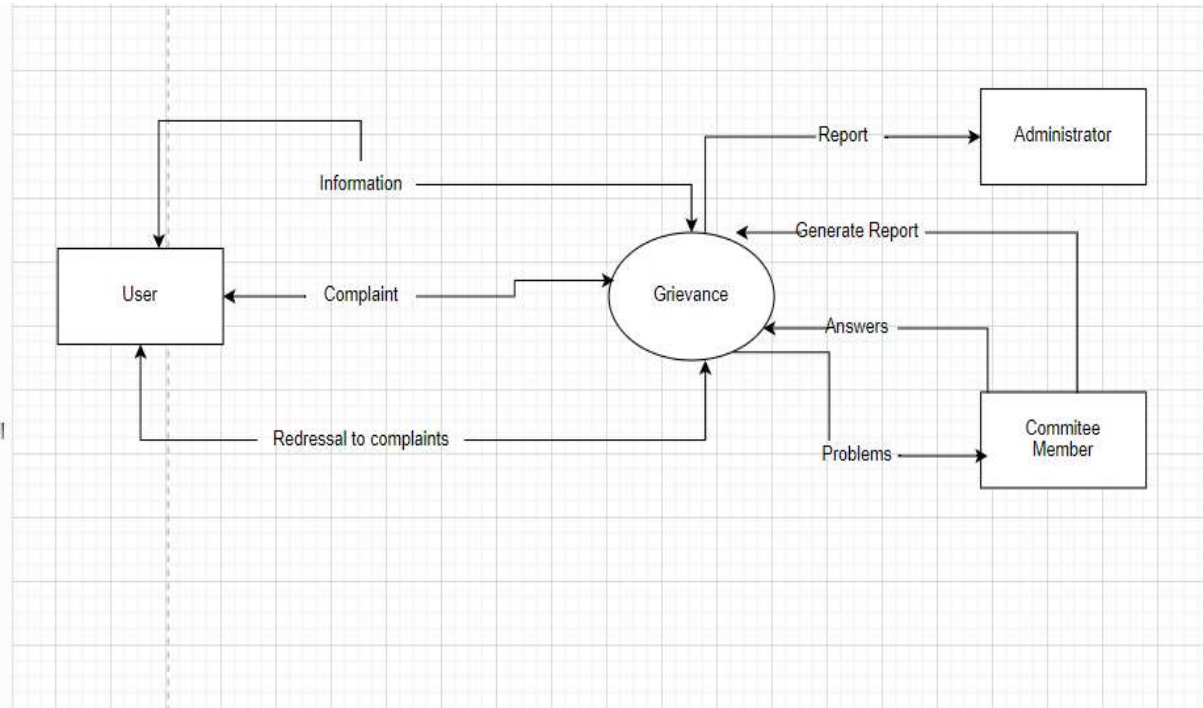 Report
Administrator
Information
Generate Report
User
Complaint
Grievance
Answers
Redressal to complaints
Problems
Commitee
Member